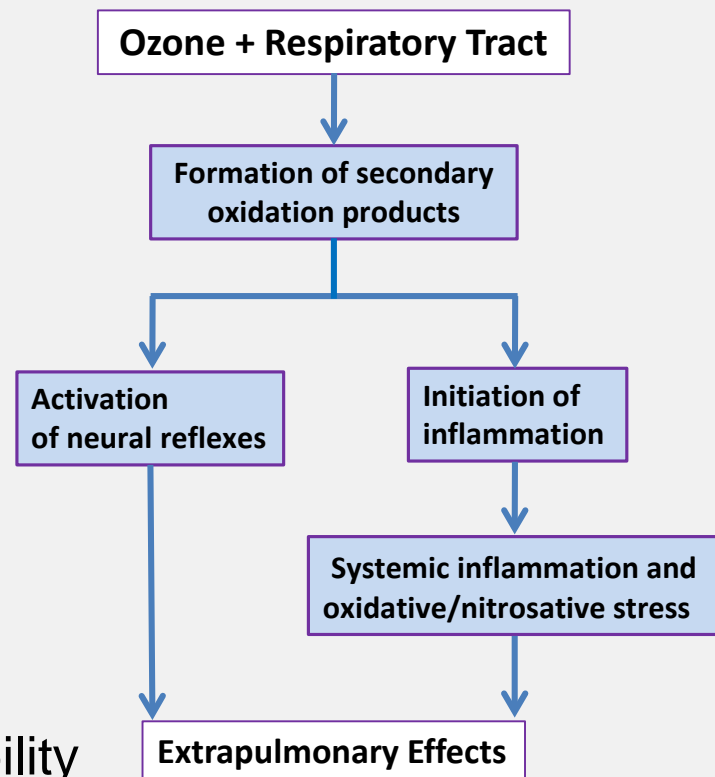 Ozone + Respiratory Tract
Formation of secondary
oxidation products
Activation
of neural reflexes
Initiation of
inflammation
Systemic inflammation and
oxidative/nitrosative stress
Extrapulmonary Effects